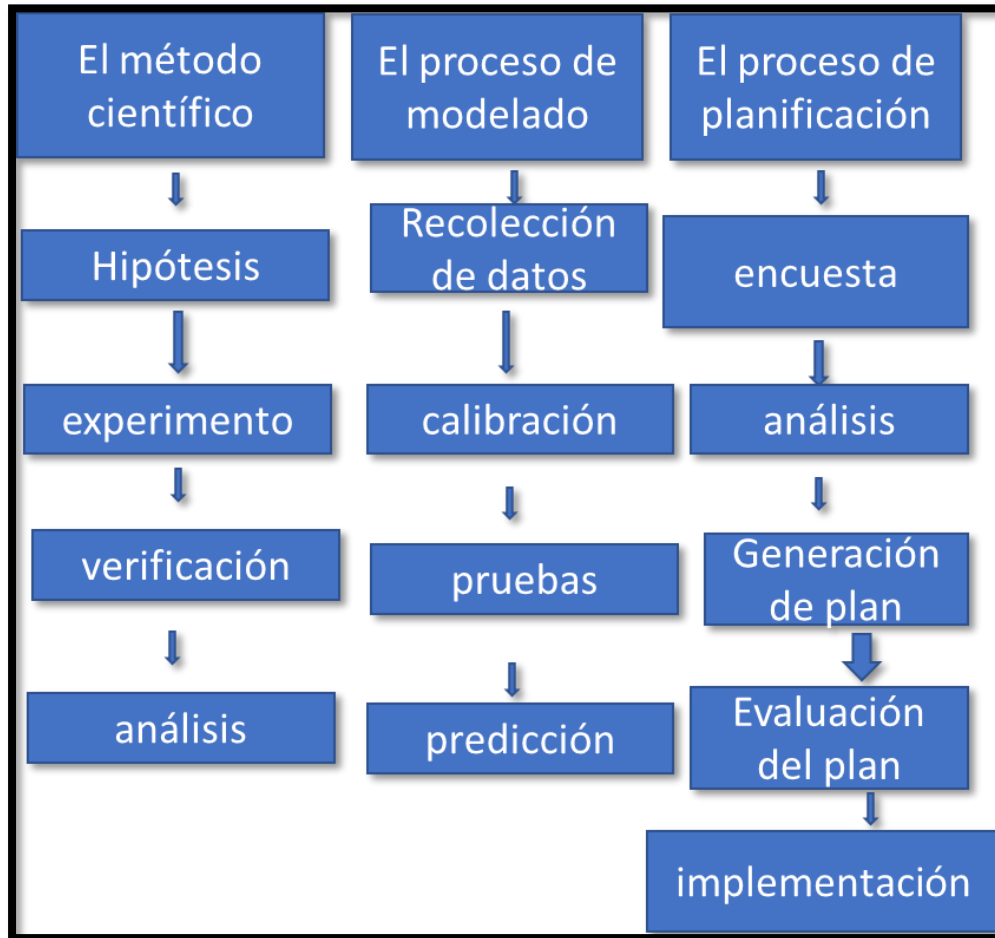 El método
científico
Hipótesis
experimento
verificación
análisis
El proceso de
modelado
Recolección
de datos
calibración
pruebas
predicción
El proceso de
planificación
encuesta
análisis
Generación
de plan
Evaluación
del plan
implementación